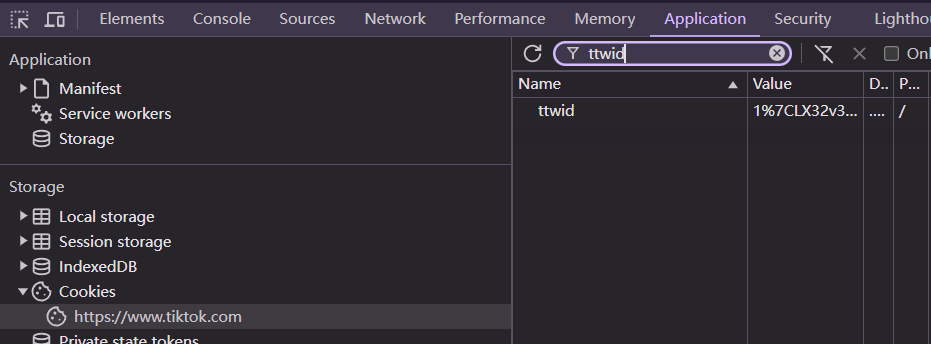 Elements Console Sources Network Performance Memory Application Security Lighthou
Application
Manifest
Service workers
Storage
Storage
Local storage
Session storage
IndexedDB
Cookies
https://www.tiktok.com
Private state tokens
ttwid Onl
Name Value D.. P...
ttwid 1%7CLX32v3... .... /